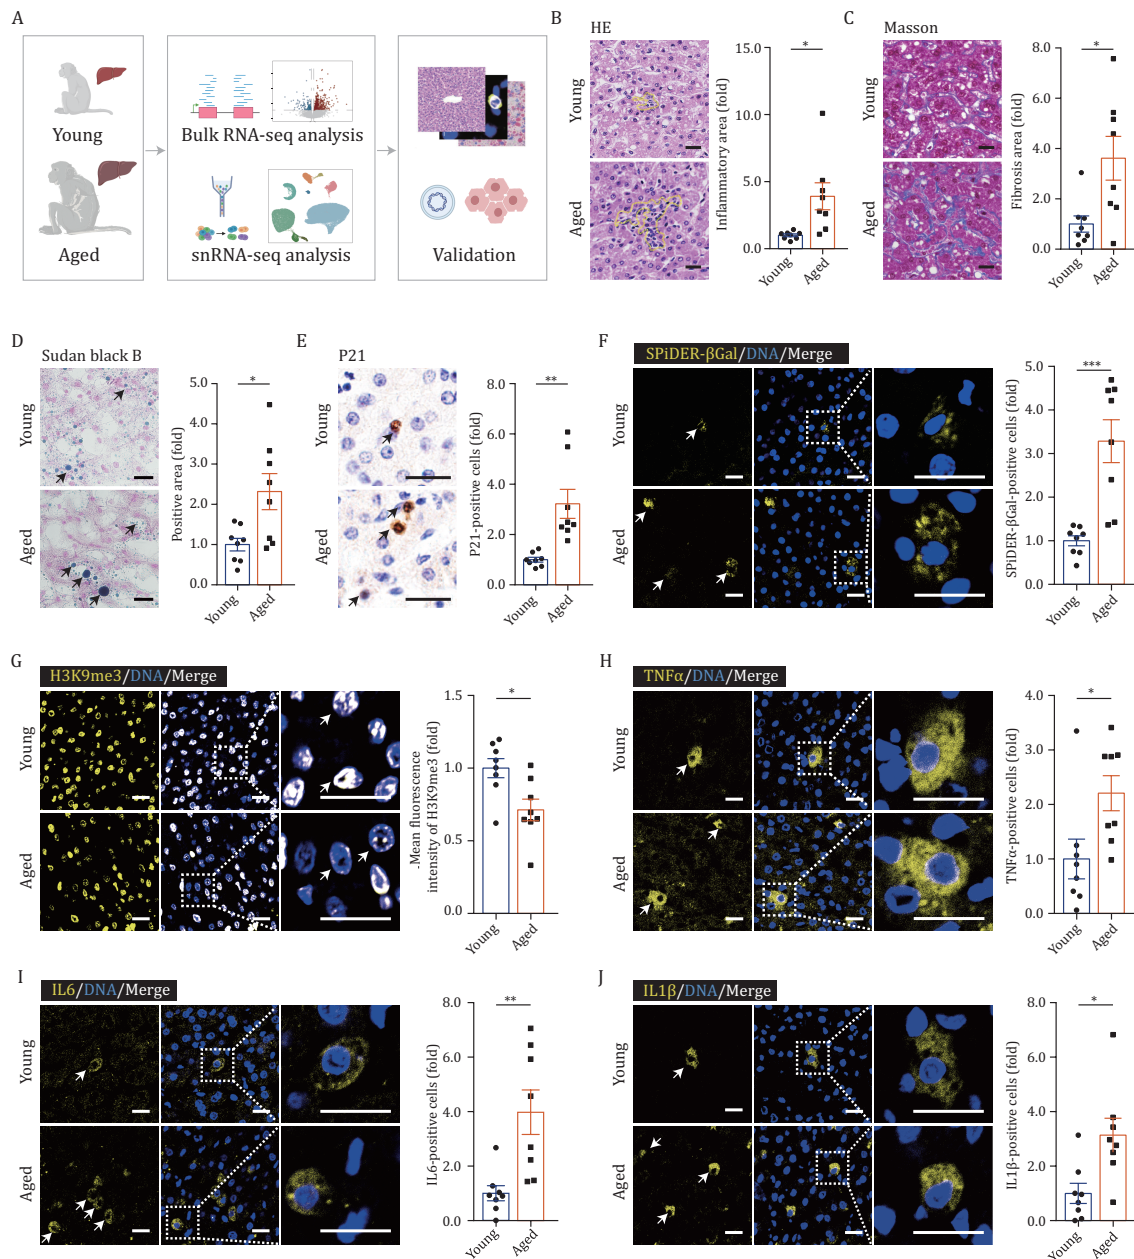 A
Young
Aged
Bulk RNA-seq analysis
snRNA-seq analysis
Validation
B
HE
Young
Aged
Inflammatory area (fold)
15.0
10.0
5.0
0.0
*
Young
Aged
C
Masson
Young
Aged
Fibrosis area (fold)
8.0
6.0
4.0
2.0
0.0
*
Young
Aged
D
Sudan black B
Young
Aged
Positive area (fold)
5.0
4.0
3.0
2.0
1.0
0.0
*
Young
Aged
E
P21
Young
Aged
P21-positive cells (fold)
8.0
6.0
4.0
2.0
0.0
**
Young
Aged
F
SPiDER-βGal/DNA/Merge
Young
Aged
SPiDER-βGal-positive cells (fold)
5.0
4.0
3.0
2.0
1.0
0.0
***
Young
Aged
G
H3K9me3/DNA/Merge
Young
Aged
-Mean fluorescence
intensity of H3K9me3 (fold)
1.5
1.0
0.5
0.0
*
Young
Aged
H
TNFα/DNA/Merge
Young
Aged
TNFα-positive cells (fold)
4.0
3.0
2.0
1.0
0.0
*
Young
Aged
I
IL6/DNA/Merge
Young
Aged
IL6-positive cells (fold)
8.0
6.0
4.0
2.0
0.0
**
Young
Aged
J
IL1β/DNA/Merge
Young
Aged
IL1β-positive cells (fold)
8.0
6.0
4.0
2.0
0.0
*
Young
Aged